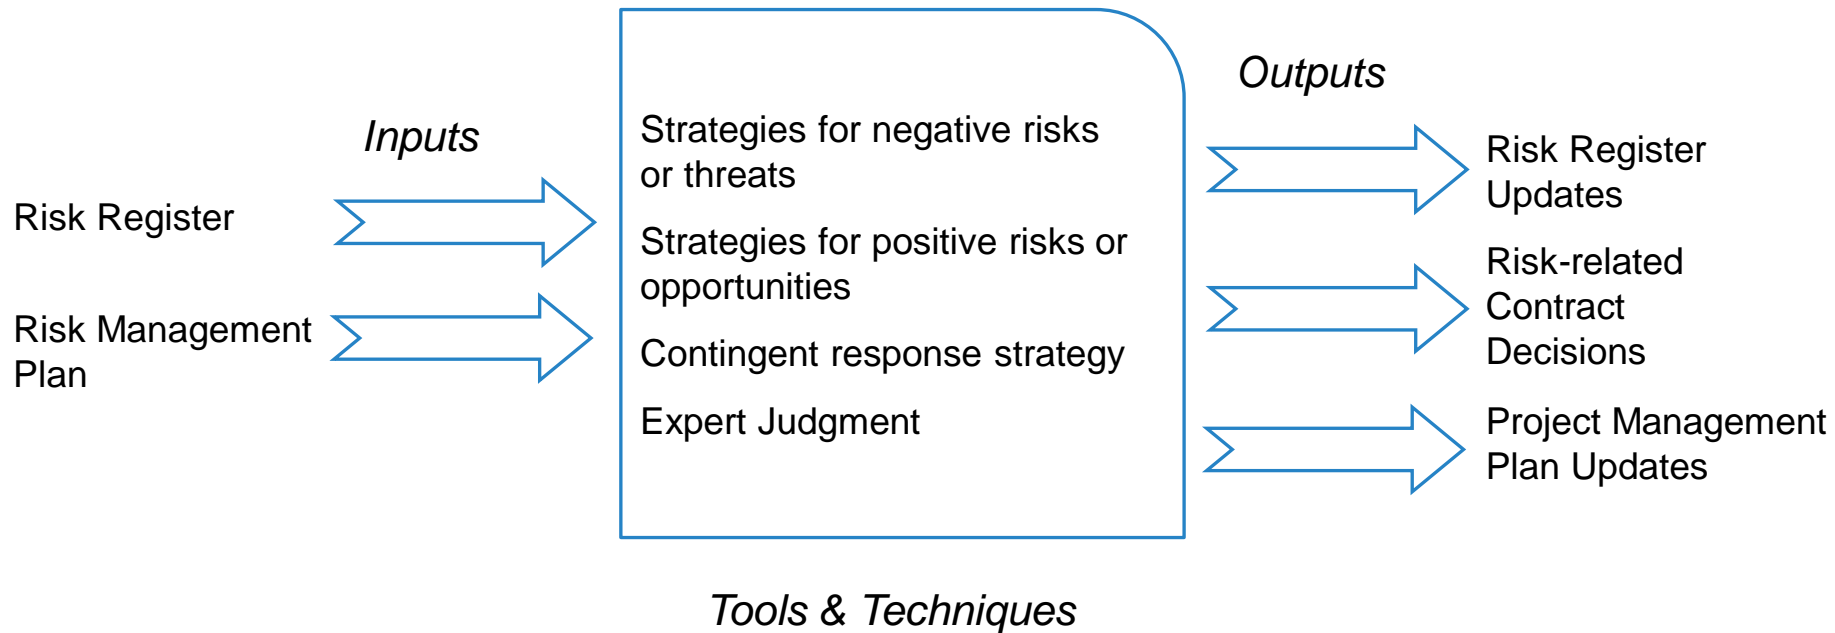 Inputs
Risk Register
Risk Management
Plan
Strategies for negative risks
or threats
Strategies for positive risks or
opportunities
Contingent response strategy
Expert Judgment
Tools & Techniques
Outputs
Risk Register
Updates
Risk-related
Contract
Decisions
Project Management
Plan Updates